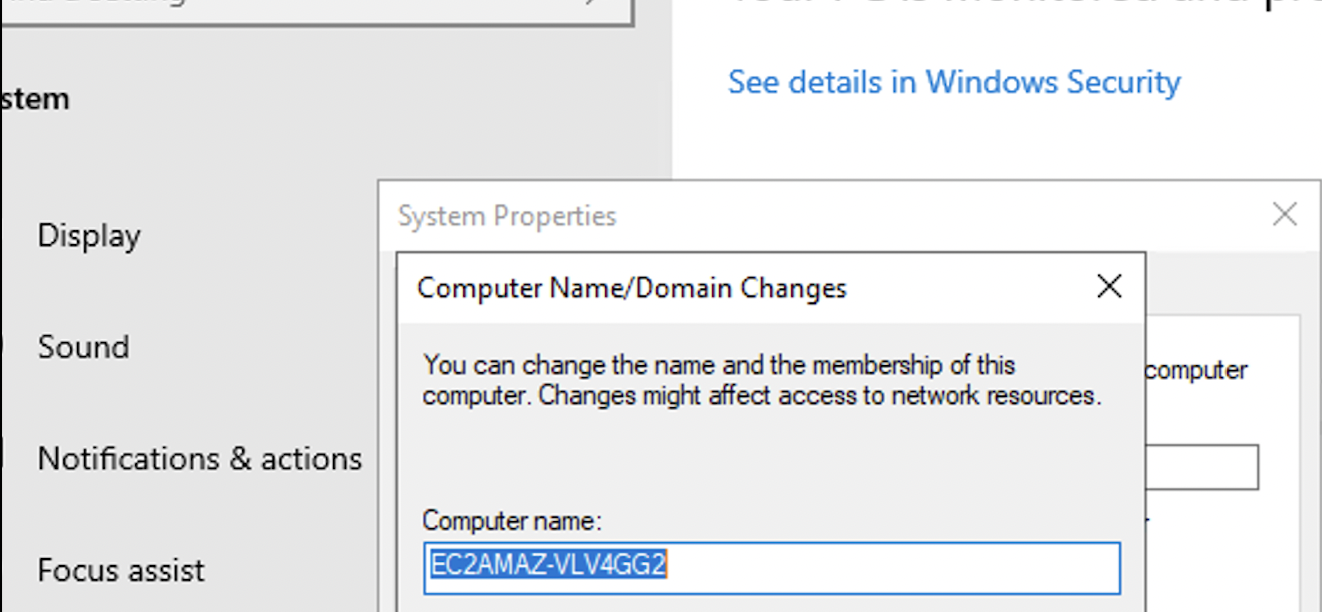 See details in Windows Security
Display
Sound
Notifications & actions
Focus assist
System Properties
Computer Name/Domain Changes
You can change the name and the membership of this
computer. Changes might affect access to network resources.
computer
Computer name:
EC2AMAZ-VLV4GG2